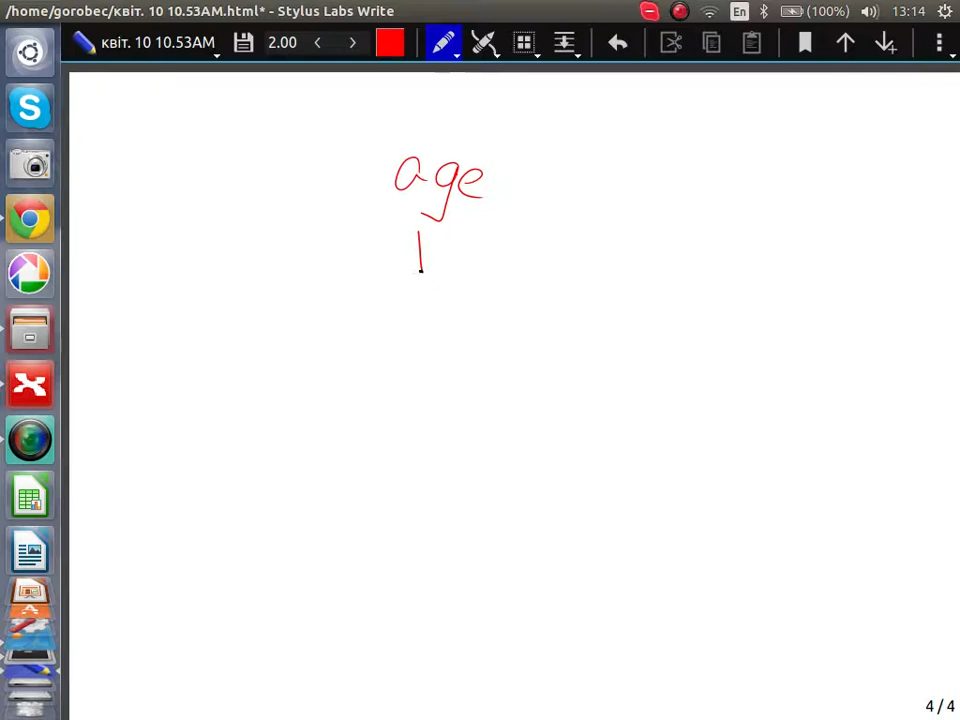 /home/gorobec/квіт. 10 10.53AM.html* - Stylus Labs Write
En (100%) 13:14
квіт. 10 10.53AM 2.00
age
4 / 4